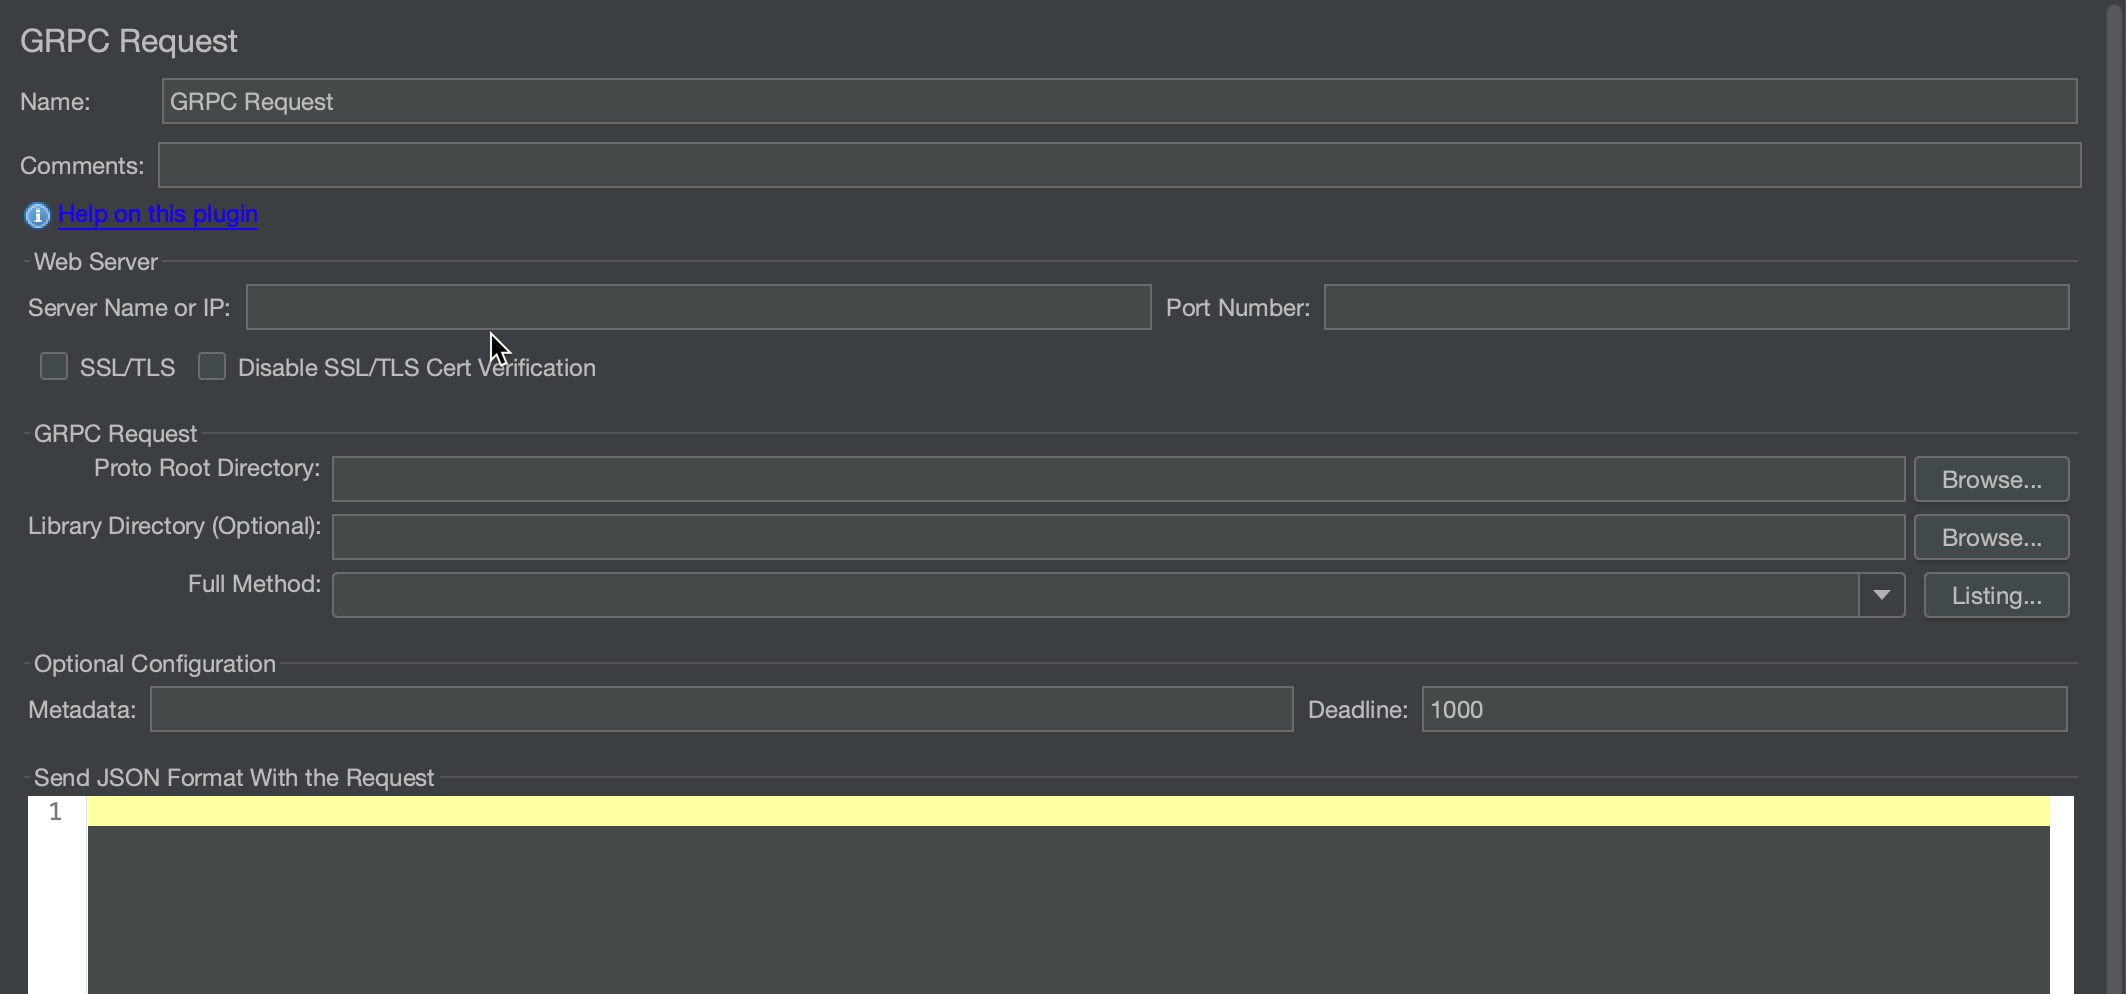 GRPC Request
Name: GRPC Request
Comments:
Help on this plugin
Web Server
Server Name or IP: Port Number:
SSL/TLS Disable SSL/TLS Cert Verification
GRPC Request
Proto Root Directory: Browse...
Library Directory (Optional): Browse...
Full Method: Listing...
Optional Configuration
Metadata: Deadline: 1000
Send JSON Format With the Request
1